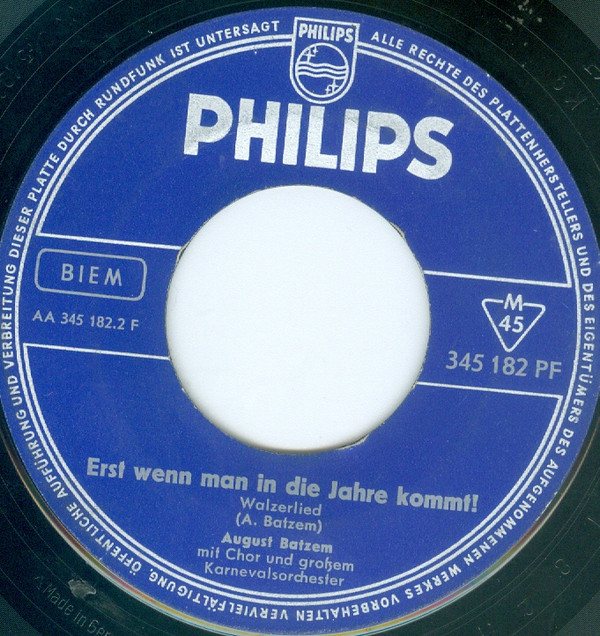 ALLE RECHTE DES PLATTENHERSTELLERS UND DES EIGENTÜMERS DES AUFGENOMMENEN WERKES VORBEHALTEN VERVIELFÄLTIGUNG, ÖFFENTLICHE AUFFÜHRUNG UND VERBREITUNG DIESER PLATTE DURCH RUNDFUNK IST UNTERSAGT
PHILIPS
PHILIPS
BIEM
AA 345 182.2 F
M
45
345 182 PF
Erst wenn man in die Jahre kommt!
Walzerlied
(A. Batzem)
August Batzem
mit Chor und großem
Karnevalsorchester
Made in